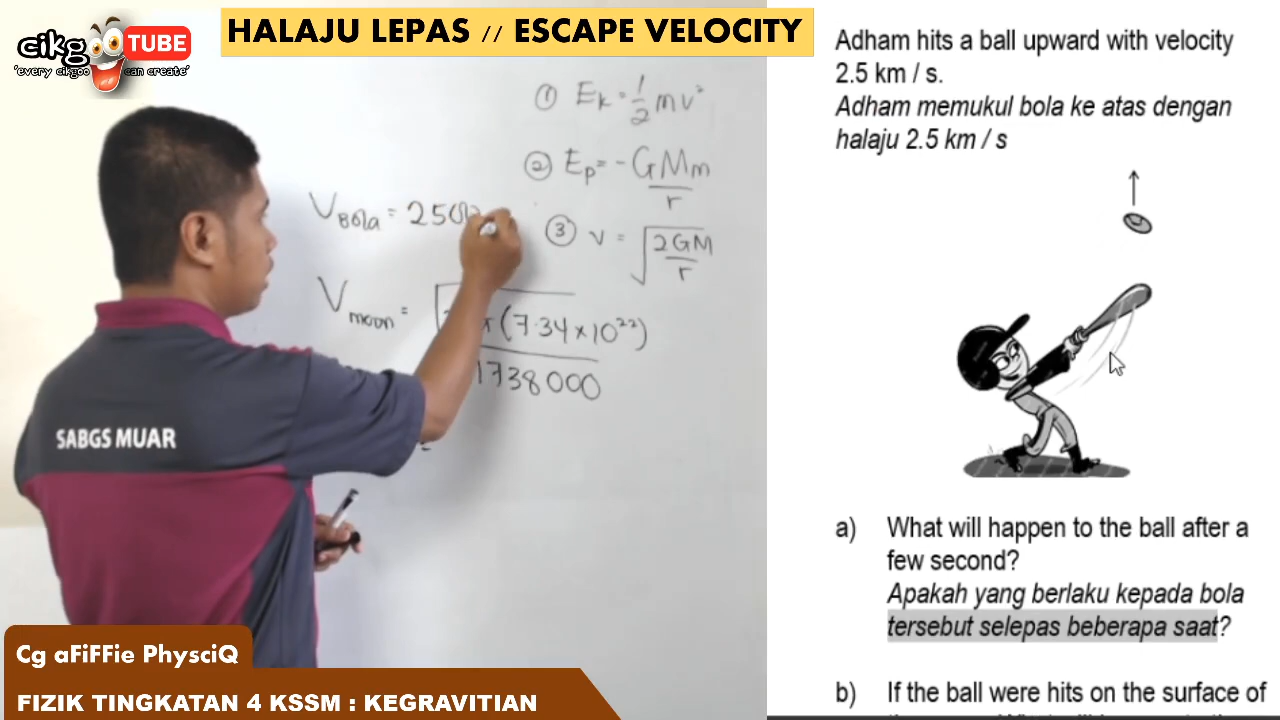 cikgoo TUBE
'every cikgoo can create'
HALAJU LEPAS // ESCAPE VELOCITY
① Ek = 1/2 mv²
② Ep = - GMm / r
③ v = √ 2GM / r
V Bola = 250
V moon =
(7.34 × 10²²)
1738000
SABGS MUAR
Cg aFiFFie PhysciQ
FIZIK TINGKATAN 4 KSSM : KEGRAVITIAN
Adham hits a ball upward with velocity
2.5 km / s.
Adham memukul bola ke atas dengan
halaju 2.5 km / s
a) What will happen to the ball after a
few second?
Apakah yang berlaku kepada bola
tersebut selepas beberapa saat?
b) If the ball were hits on the surface of